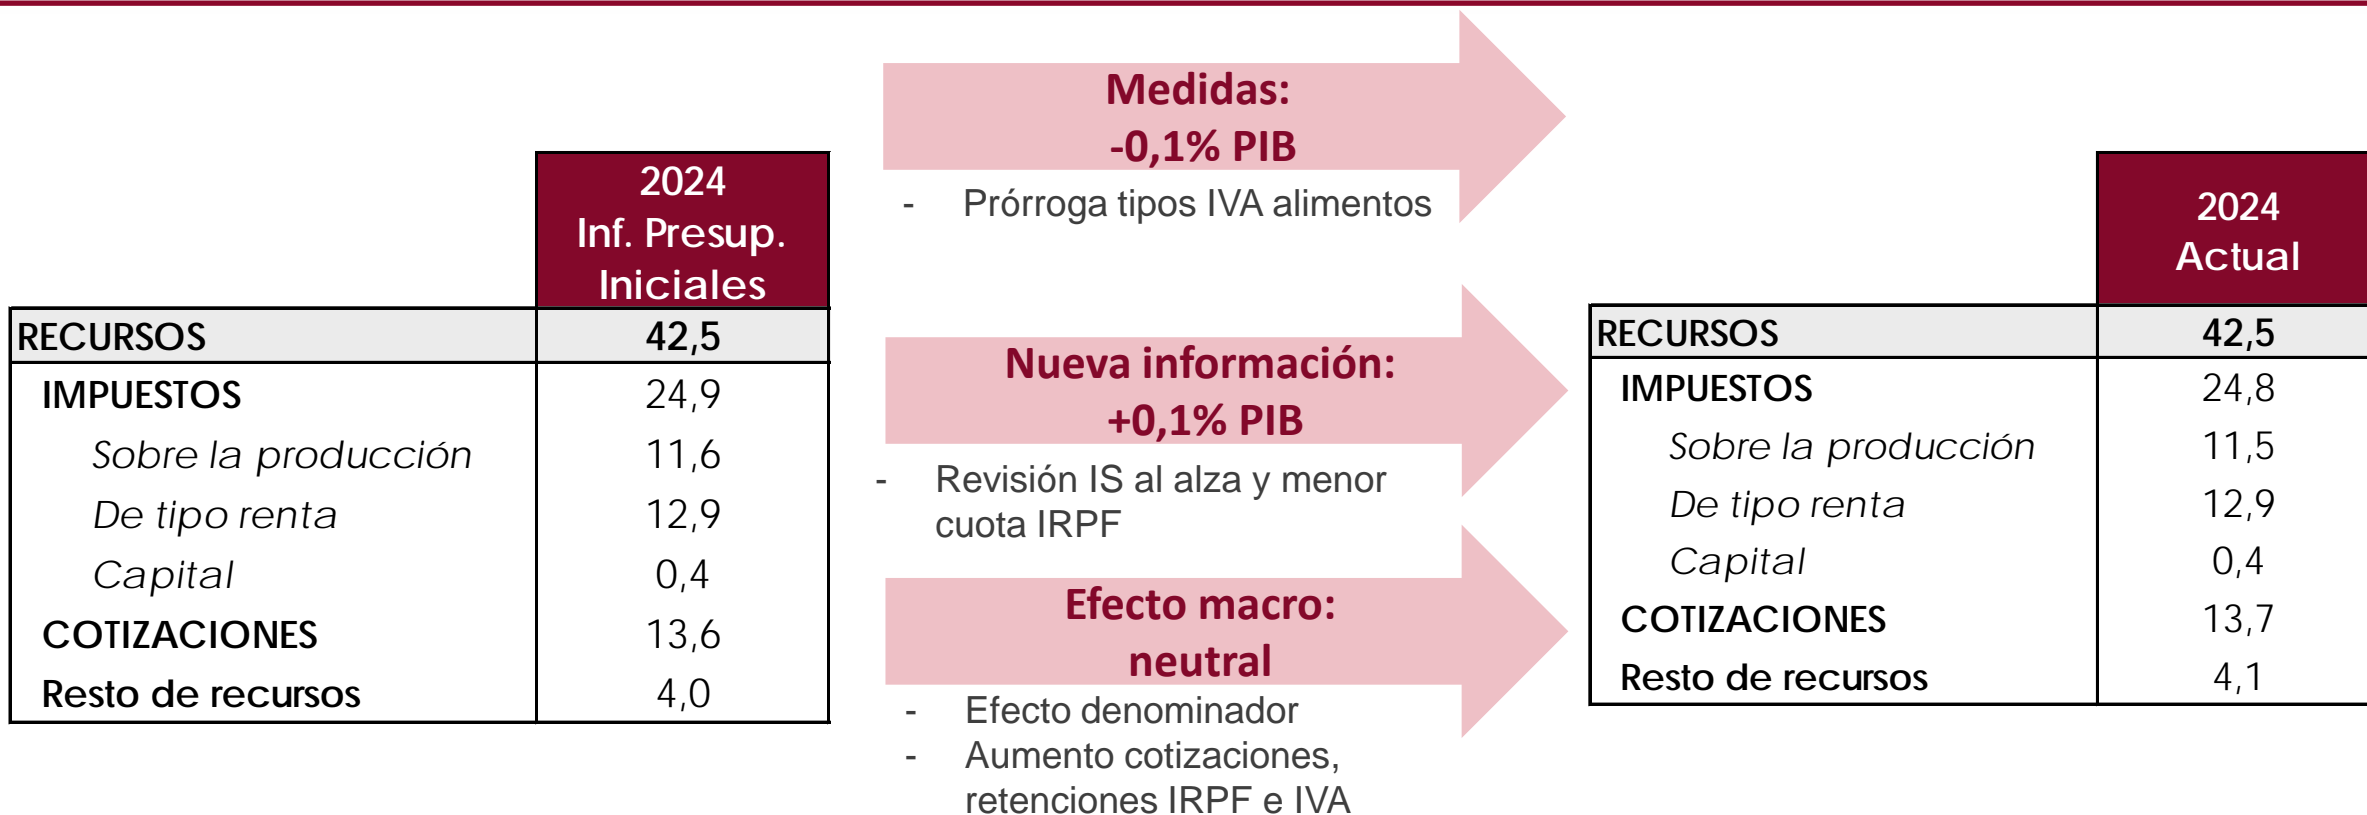 2024
Inf. Presup.
Iniciales
RECURSOS 42,5
IMPUESTOS 24,9
Sobre la producción 11,6
De tipo renta 12,9
Capital 0,4
COTIZACIONES 13,6
Resto de recursos 4,0
Medidas:
-0,1% PIB
- Prórroga tipos IVA alimentos
Nueva información:
+0,1% PIB
- Revisión IS al alza y menor
cuota IRPF
Efecto macro:
neutral
- Efecto denominador
- Aumento cotizaciones,
retenciones IRPF e IVA
2024
Actual
RECURSOS 42,5
IMPUESTOS 24,8
Sobre la producción 11,5
De tipo renta 12,9
Capital 0,4
COTIZACIONES 13,7
Resto de recursos 4,1